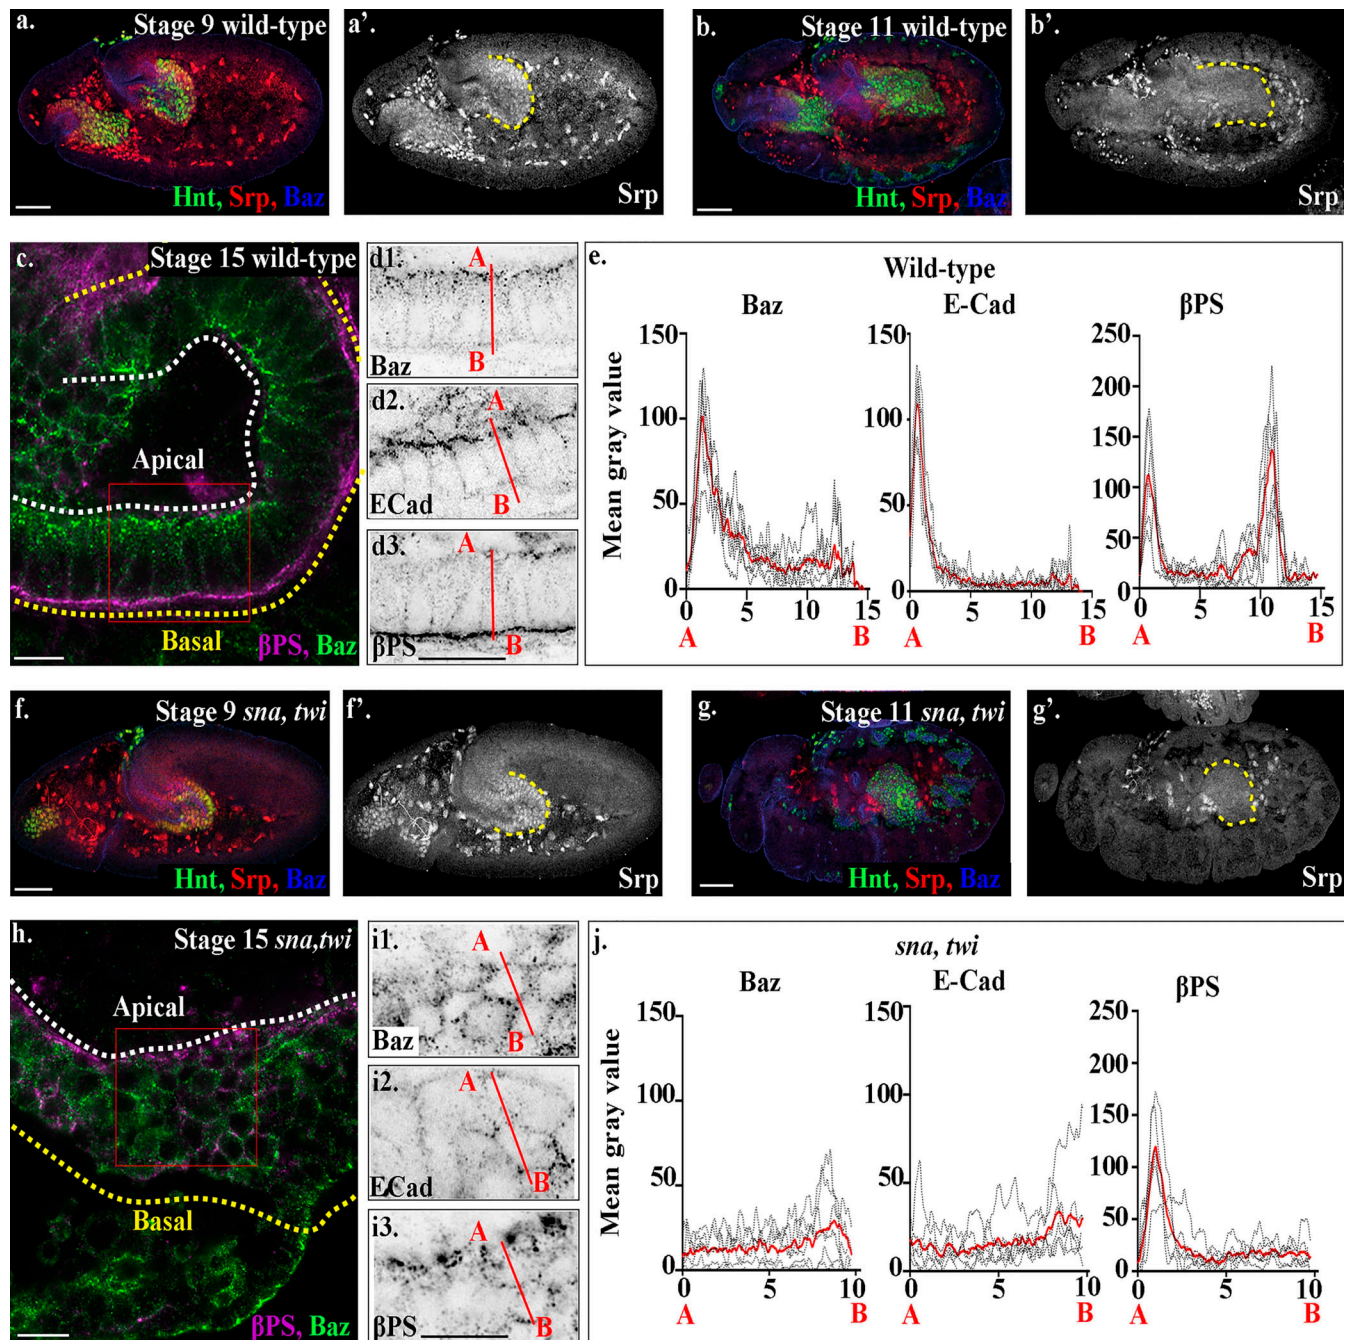 a.
Stage 9 wild-type
Hnt, Srp, Baz
a’.
Srp
b.
Stage 11 wild-type
Hnt, Srp, Baz
b’.
Srp
c.
Stage 15 wild-type
Apical
Basal
βPS, Baz
d1.
A
B
Baz
d2.
A
B
ECad
d3.
A
B
βPS
e.
Wild-type
Baz
E-Cad
βPS
Mean gray value
150
100
50
0
0 5 10 15
A B
150
100
50
0
0 5 10 15
A B
250
200
150
100
50
0
0 5 10 15
A B
f.
Stage 9 sna, twi
Hnt, Srp, Baz
f’.
Srp
g.
Stage 11 sna, twi
Hnt, Srp, Baz
g’.
Srp
h.
Stage 15 sna,twi
Apical
Basal
βPS, Baz
i1.
A
B
Baz
i2.
A
B
ECad
i3.
A
B
βPS
j.
sna, twi
Baz
E-Cad
βPS
Mean gray value
150
100
50
0
0 5 10
A B
150
100
50
0
0 5 10
A B
250
200
150
100
50
0
0 5 10
A B